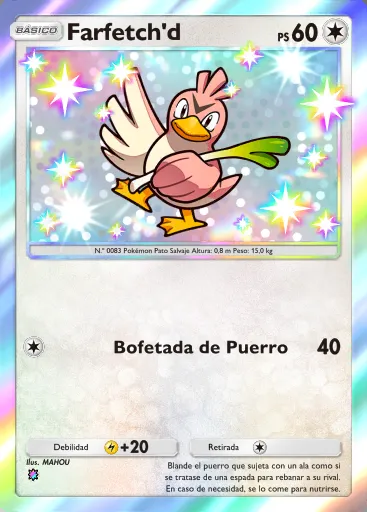 BÁSICO Farfetch'd PS 60
N.º 0083 Pokémon Pato Salvaje Altura: 0,8 m Peso: 15,0 kg
Bofetada de Puerro 40
Debilidad +20 Retirada
Ilus. MAHOU
Blande el puerro que sujeta con un ala como si
se tratase de una espada para rebanar a su rival.
En caso de necesidad, se lo come para nutrirse.